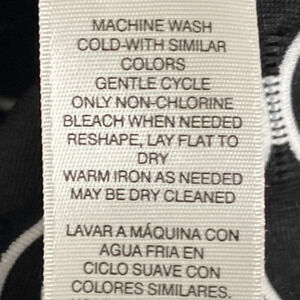 MACHINE WASH
COLD-WITH SIMILAR
COLORS
GENTLE CYCLE
ONLY NON-CHLORINE
BLEACH WHEN NEEDED
RESHAPE, LAY FLAT TO
DRY
WARM IRON AS NEEDED
MAY BE DRY CLEANED
LAVAR A MÁQUINA CON
AGUA FRIA EN
CICLO SUAVE CON
COLORES SIMILARES.